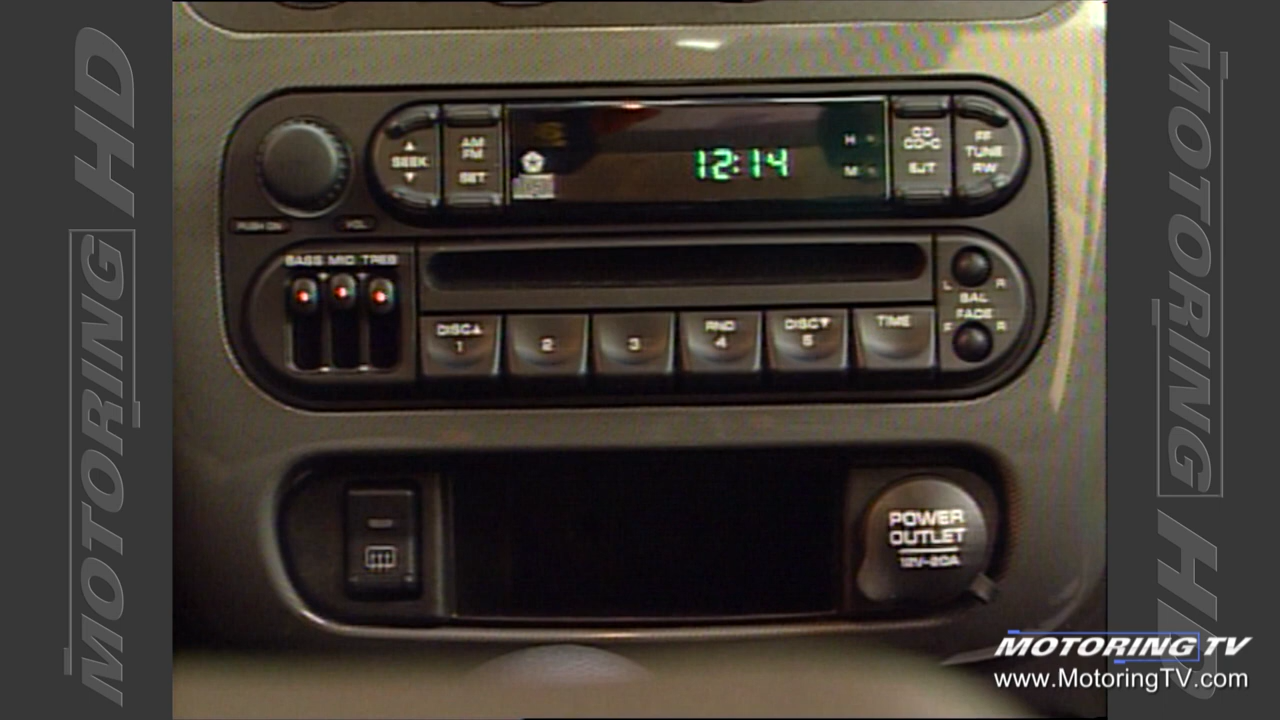 MOTORING HD
AM
FM
SEEK
SET
12:14
H
M
CD
CD-C
EJT
FF
TUNE
RW
PUSH ON
VOL
BASS MID TREB
DISC▲
1
2
3
RND
4
DISC▼
5
TIME
L R
BAL
FADE
F R
POWER
OUTLET
12V-20A
MOTORING HD
MOTORING TV
www.MotoringTV.com